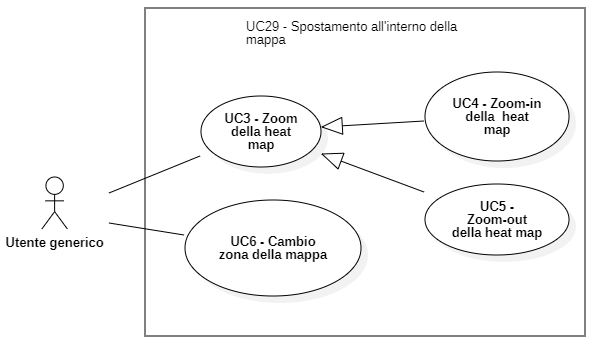 UC29 - Spostamento all'interno della
mappa
UC3 - Zoom
della heat
map
UC4 - Zoom-in
della heat
map
UC5 -
Zoom-out
della heat map
UC6 - Cambio
zona della mappa
Utente generico